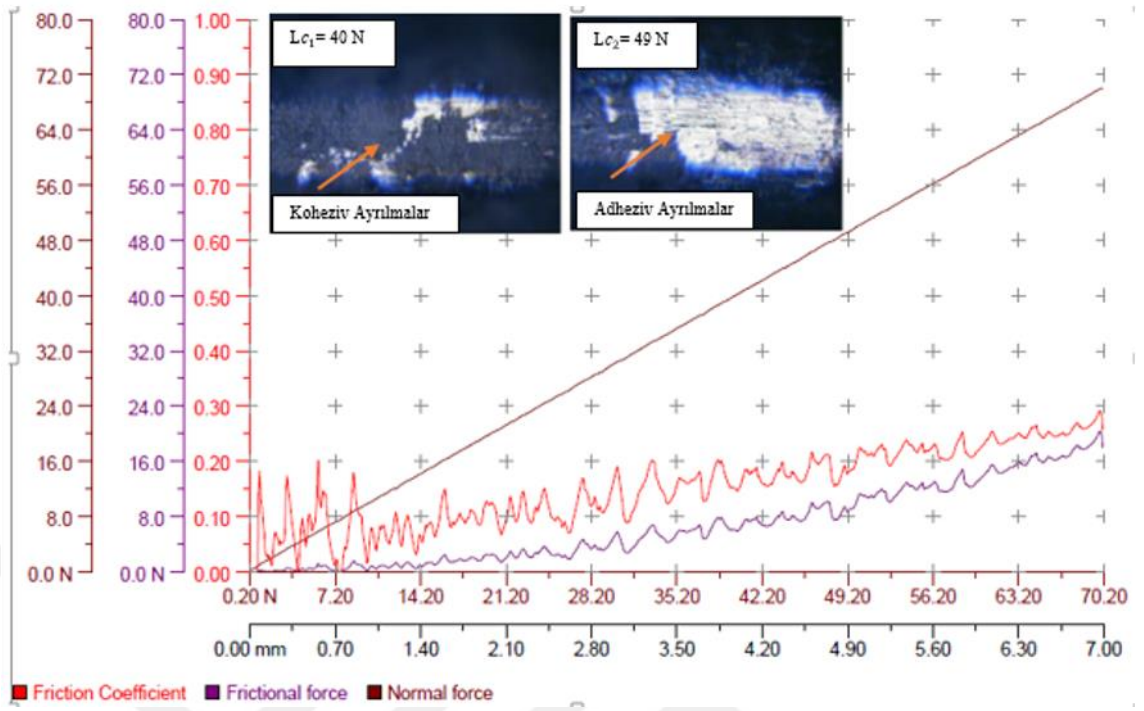 80.0 80.0 1.00
72.0 72.0 0.90
64.0 64.0 0.80
56.0 56.0 0.70
48.0 48.0 0.60
40.0 40.0 0.50
32.0 32.0 0.40
24.0 24.0 0.30
16.0 16.0 0.20
8.0 8.0 0.10
0.0 N 0.0 N 0.00
Lc₁= 40 N
Koheziv Ayrılmalar
Lc₂= 49 N
Adheziv Ayrılmalar
0.20 N 7.20 14.20 21.20 28.20 35.20 42.20 49.20 56.20 63.20 70.20
0.00 mm 0.70 1.40 2.10 2.80 3.50 4.20 4.90 5.60 6.30 7.00
Friction Coefficient Frictional force Normal force